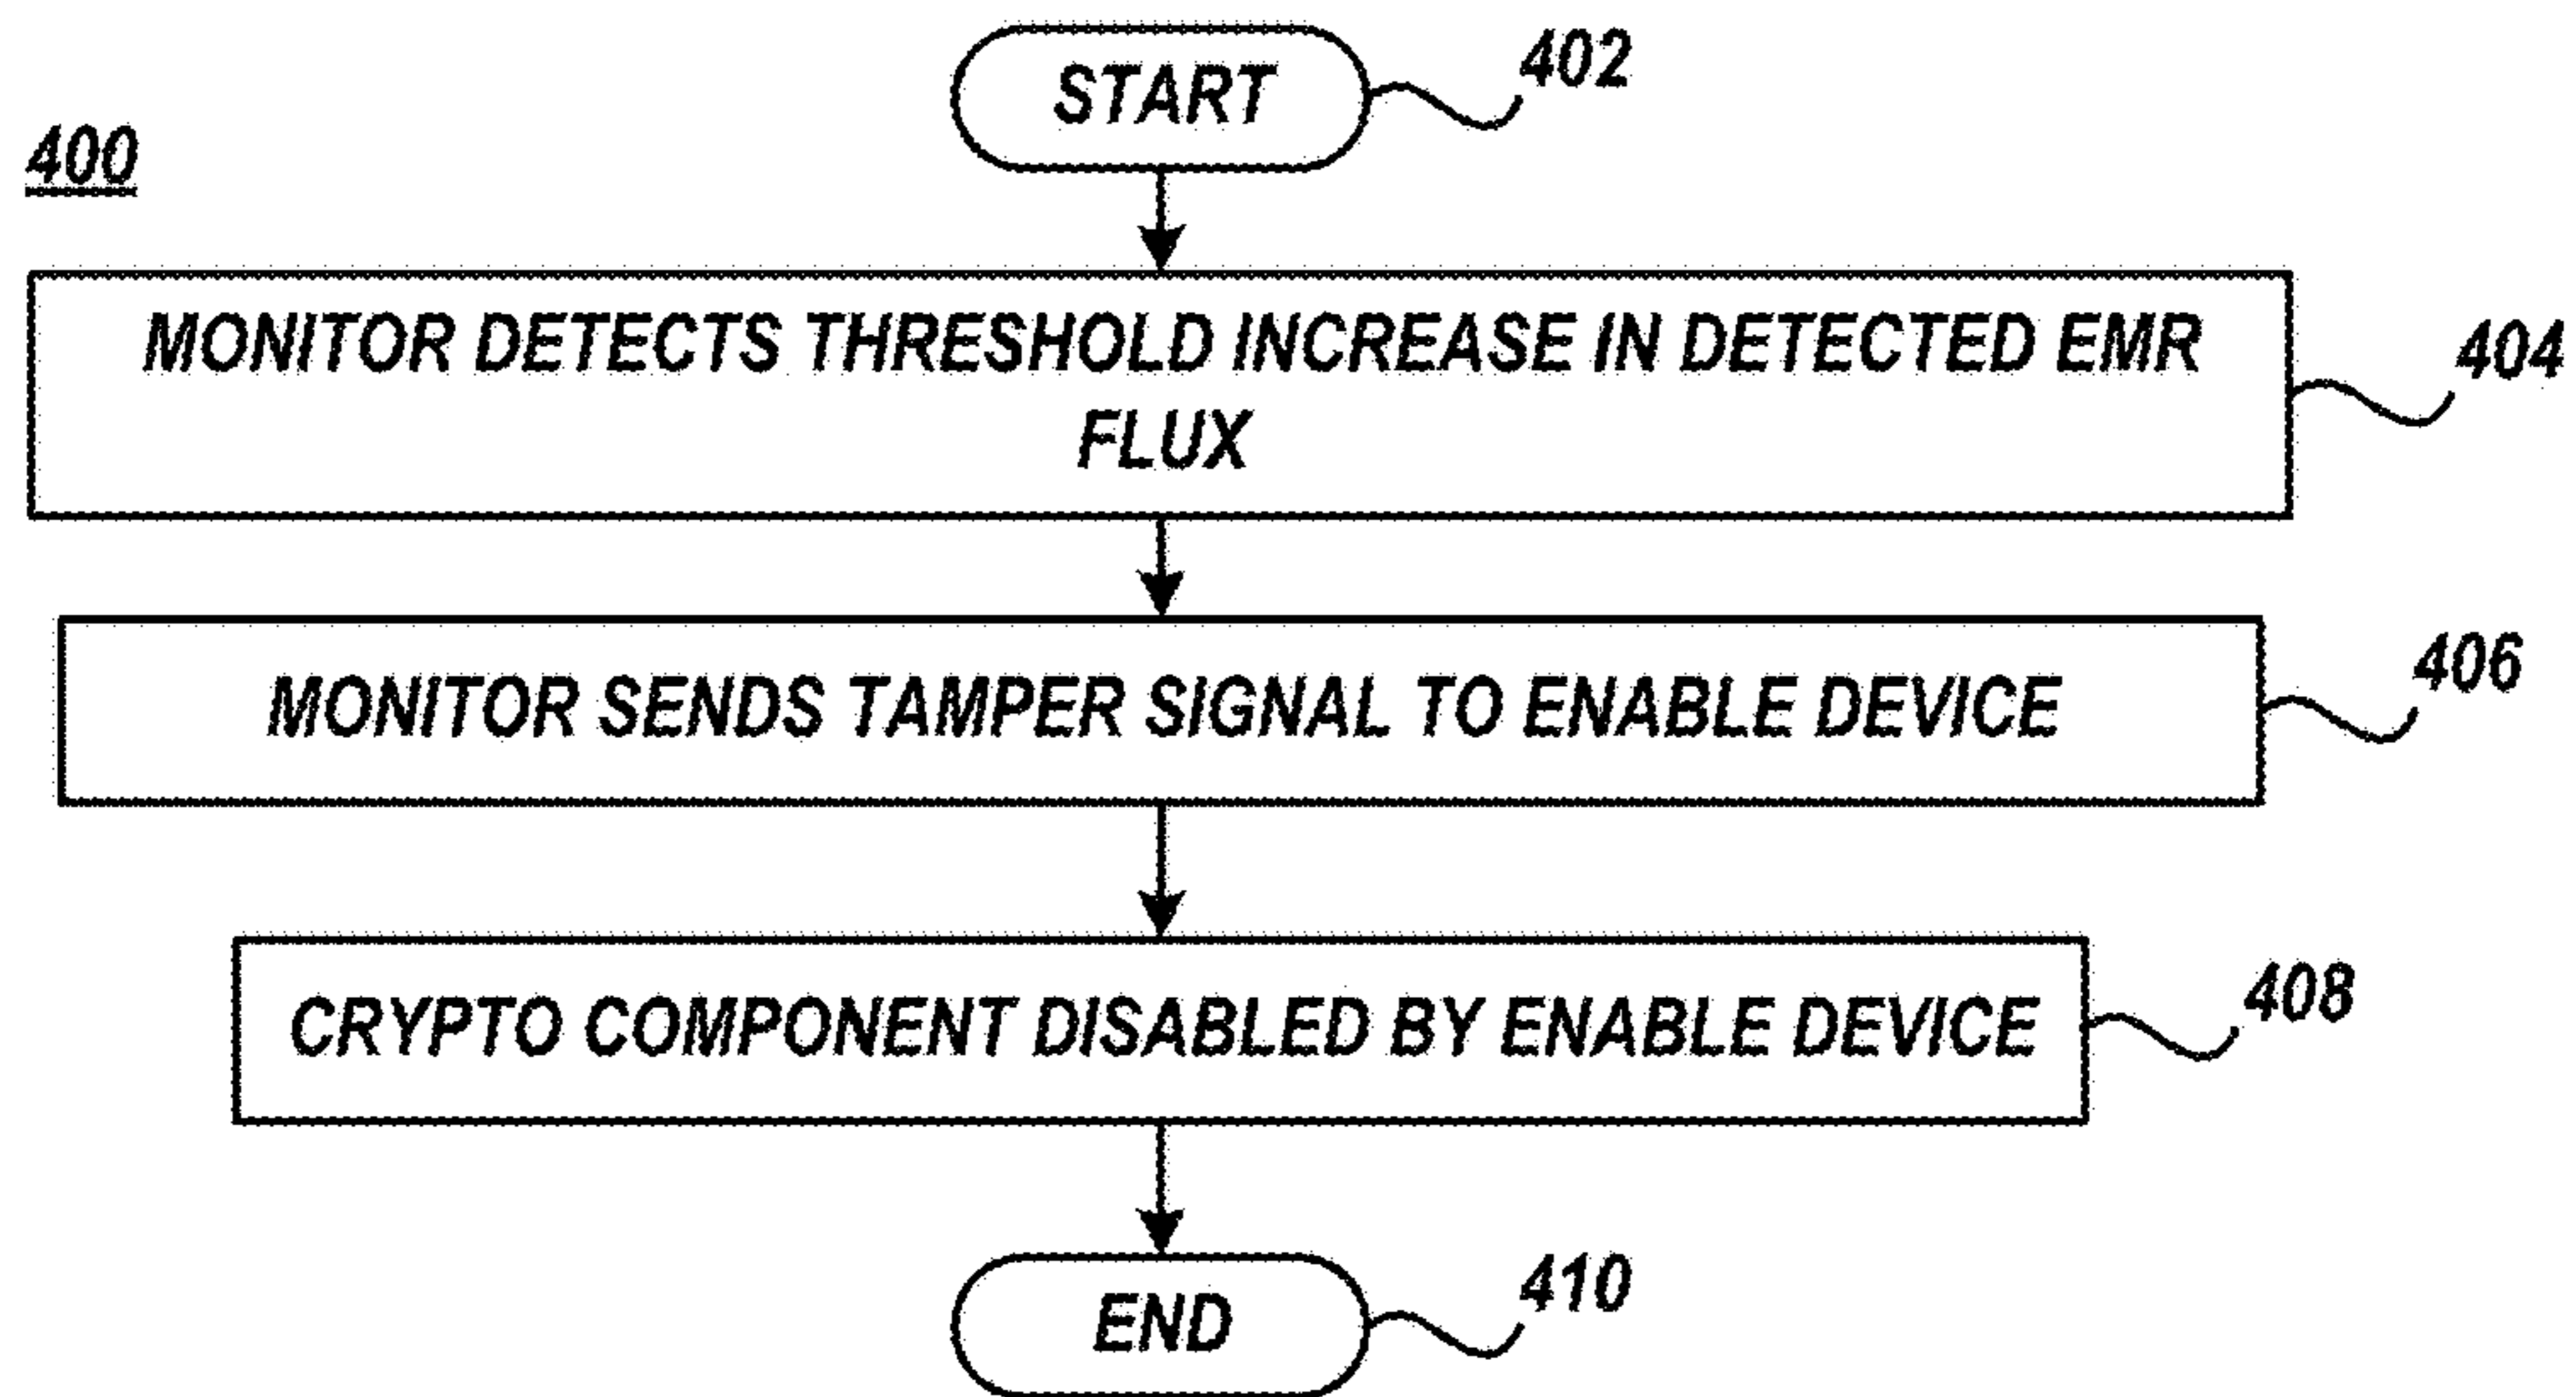 402
START
400
MONITOR DETECTS THRESHOLD INCREASE IN DETECTED EMR
FLUX
404
MONITOR SENDS TAMPER SIGNAL TO ENABLE DEVICE
406
CRYPTO COMPONENT DISABLED BY ENABLE DEVICE
408
END
410